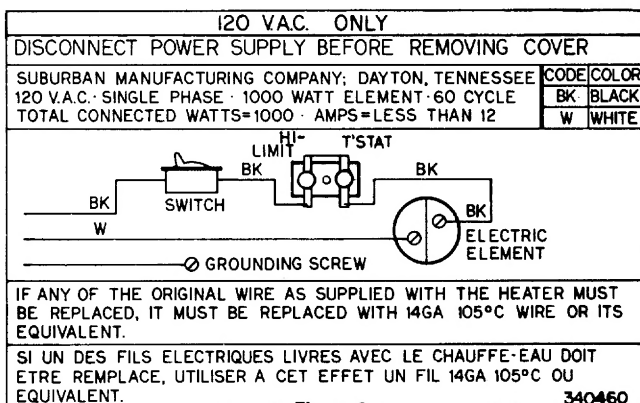 120 V.A.C. ONLY
DISCONNECT POWER SUPPLY BEFORE REMOVING COVER
SUBURBAN MANUFACTURING COMPANY; DAYTON, TENNESSEE
120 V.A.C. · SINGLE PHASE · 1000 WATT ELEMENT · 60 CYCLE
TOTAL CONNECTED WATTS=1000 · AMPS=LESS THAN 12
CODE COLOR
BK BLACK
W WHITE
HI-
LIMIT
T'STAT
BK
BK
BK
SWITCH
BK
W
ELECTRIC
ELEMENT
GROUNDING SCREW
IF ANY OF THE ORIGINAL WIRE AS SUPPLIED WITH THE HEATER MUST
BE REPLACED, IT MUST BE REPLACED WITH 14GA 105°C WIRE OR ITS
EQUIVALENT.
SI UN DES FILS ELECTRIQUES LIVRES AVEC LE CHAUFFE-EAU DOIT
ETRE REMPLACE, UTILISER A CET EFFET UN FIL 14GA 105°C OU
EQUIVALENT.
340460